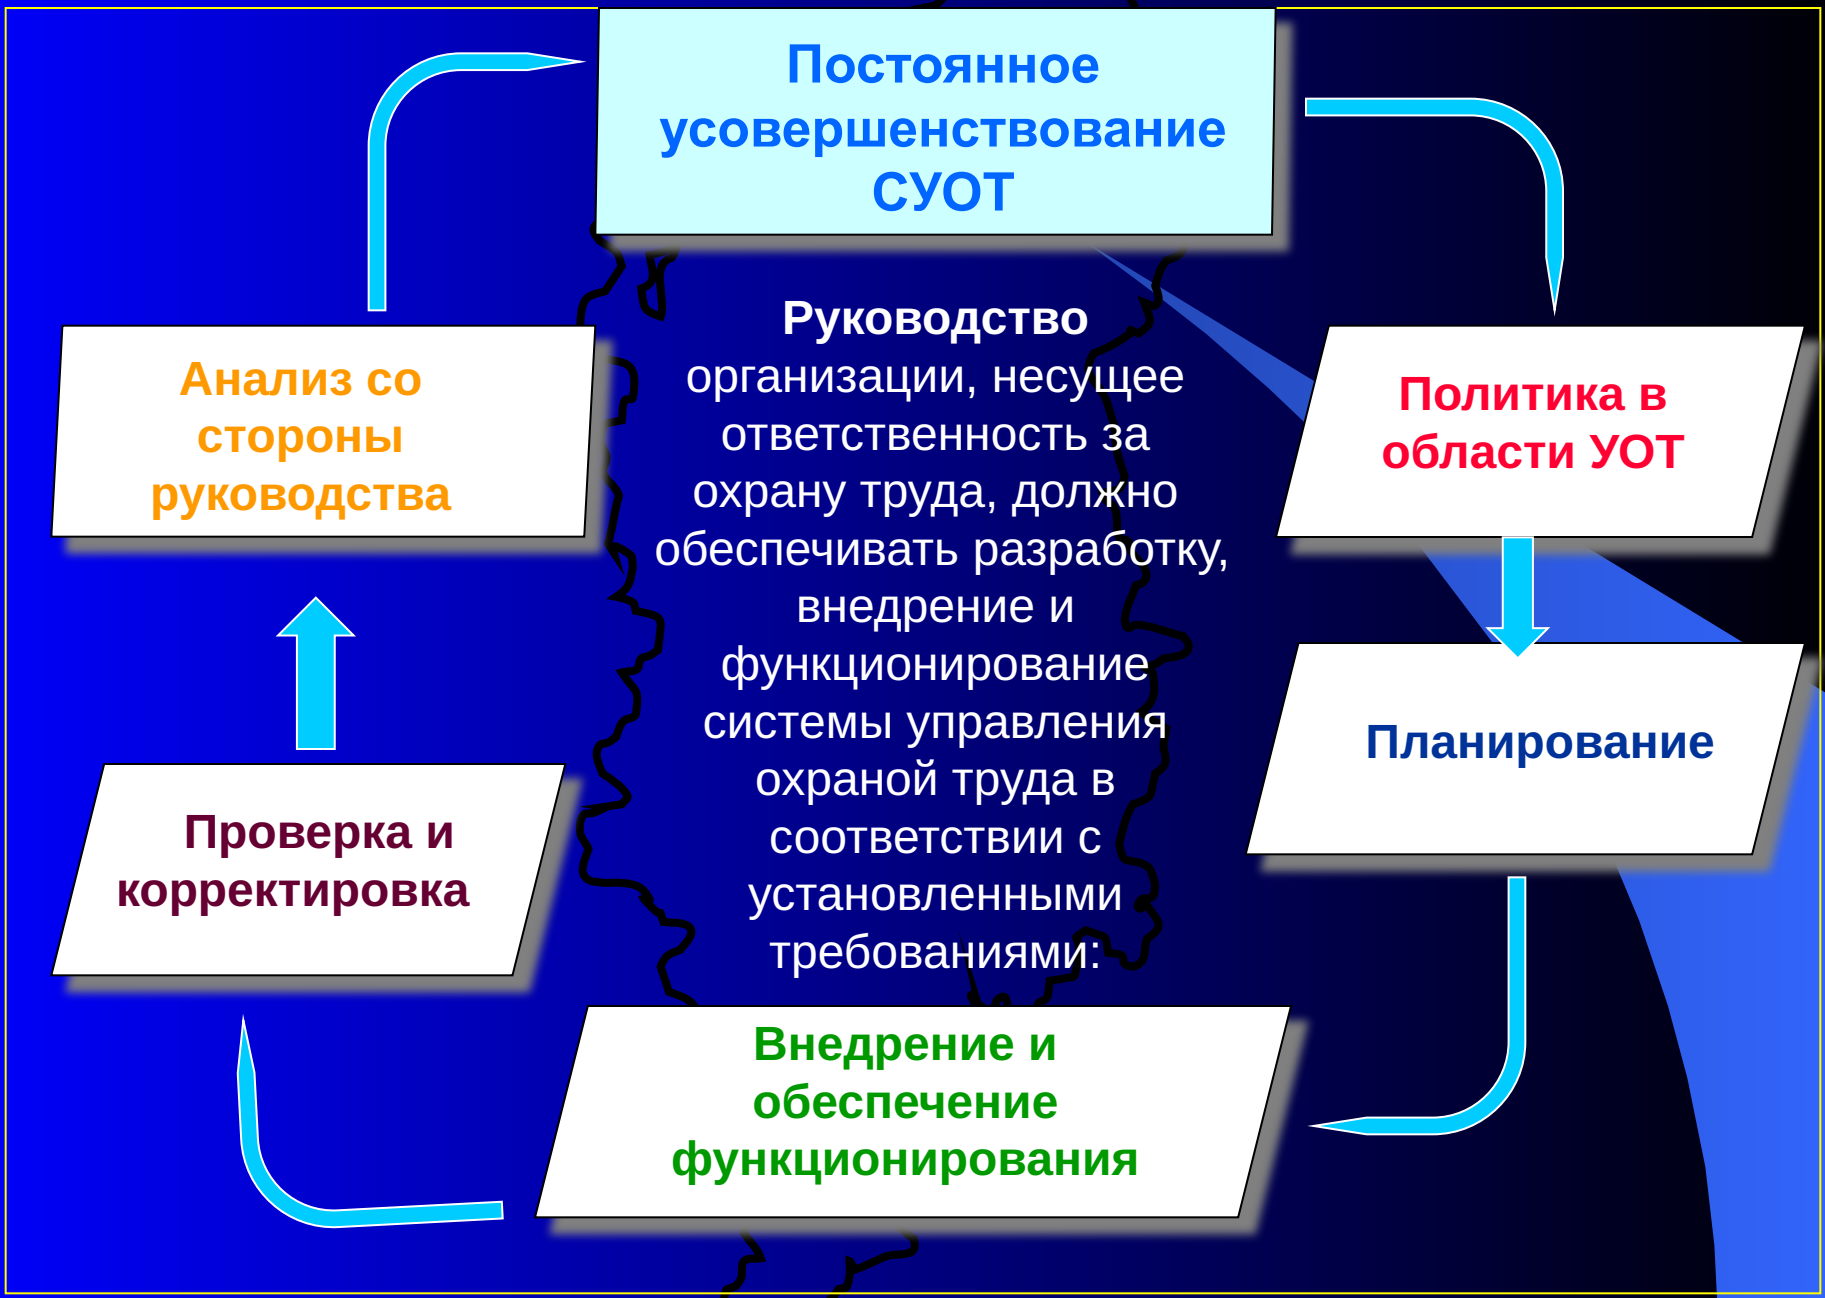 Постоянное
усовершенствование
СУОТ
Руководство
организации, несущее
ответственность за
охрану труда, должно
обеспечивать разработку,
внедрение и
функционирование
системы управления
охраной труда в
соответствии с
установленными
требованиями:
Политика в
области УОТ
Планирование
Внедрение и
обеспечение
функционирования
Проверка и
корректировка
Анализ со
стороны
руководства